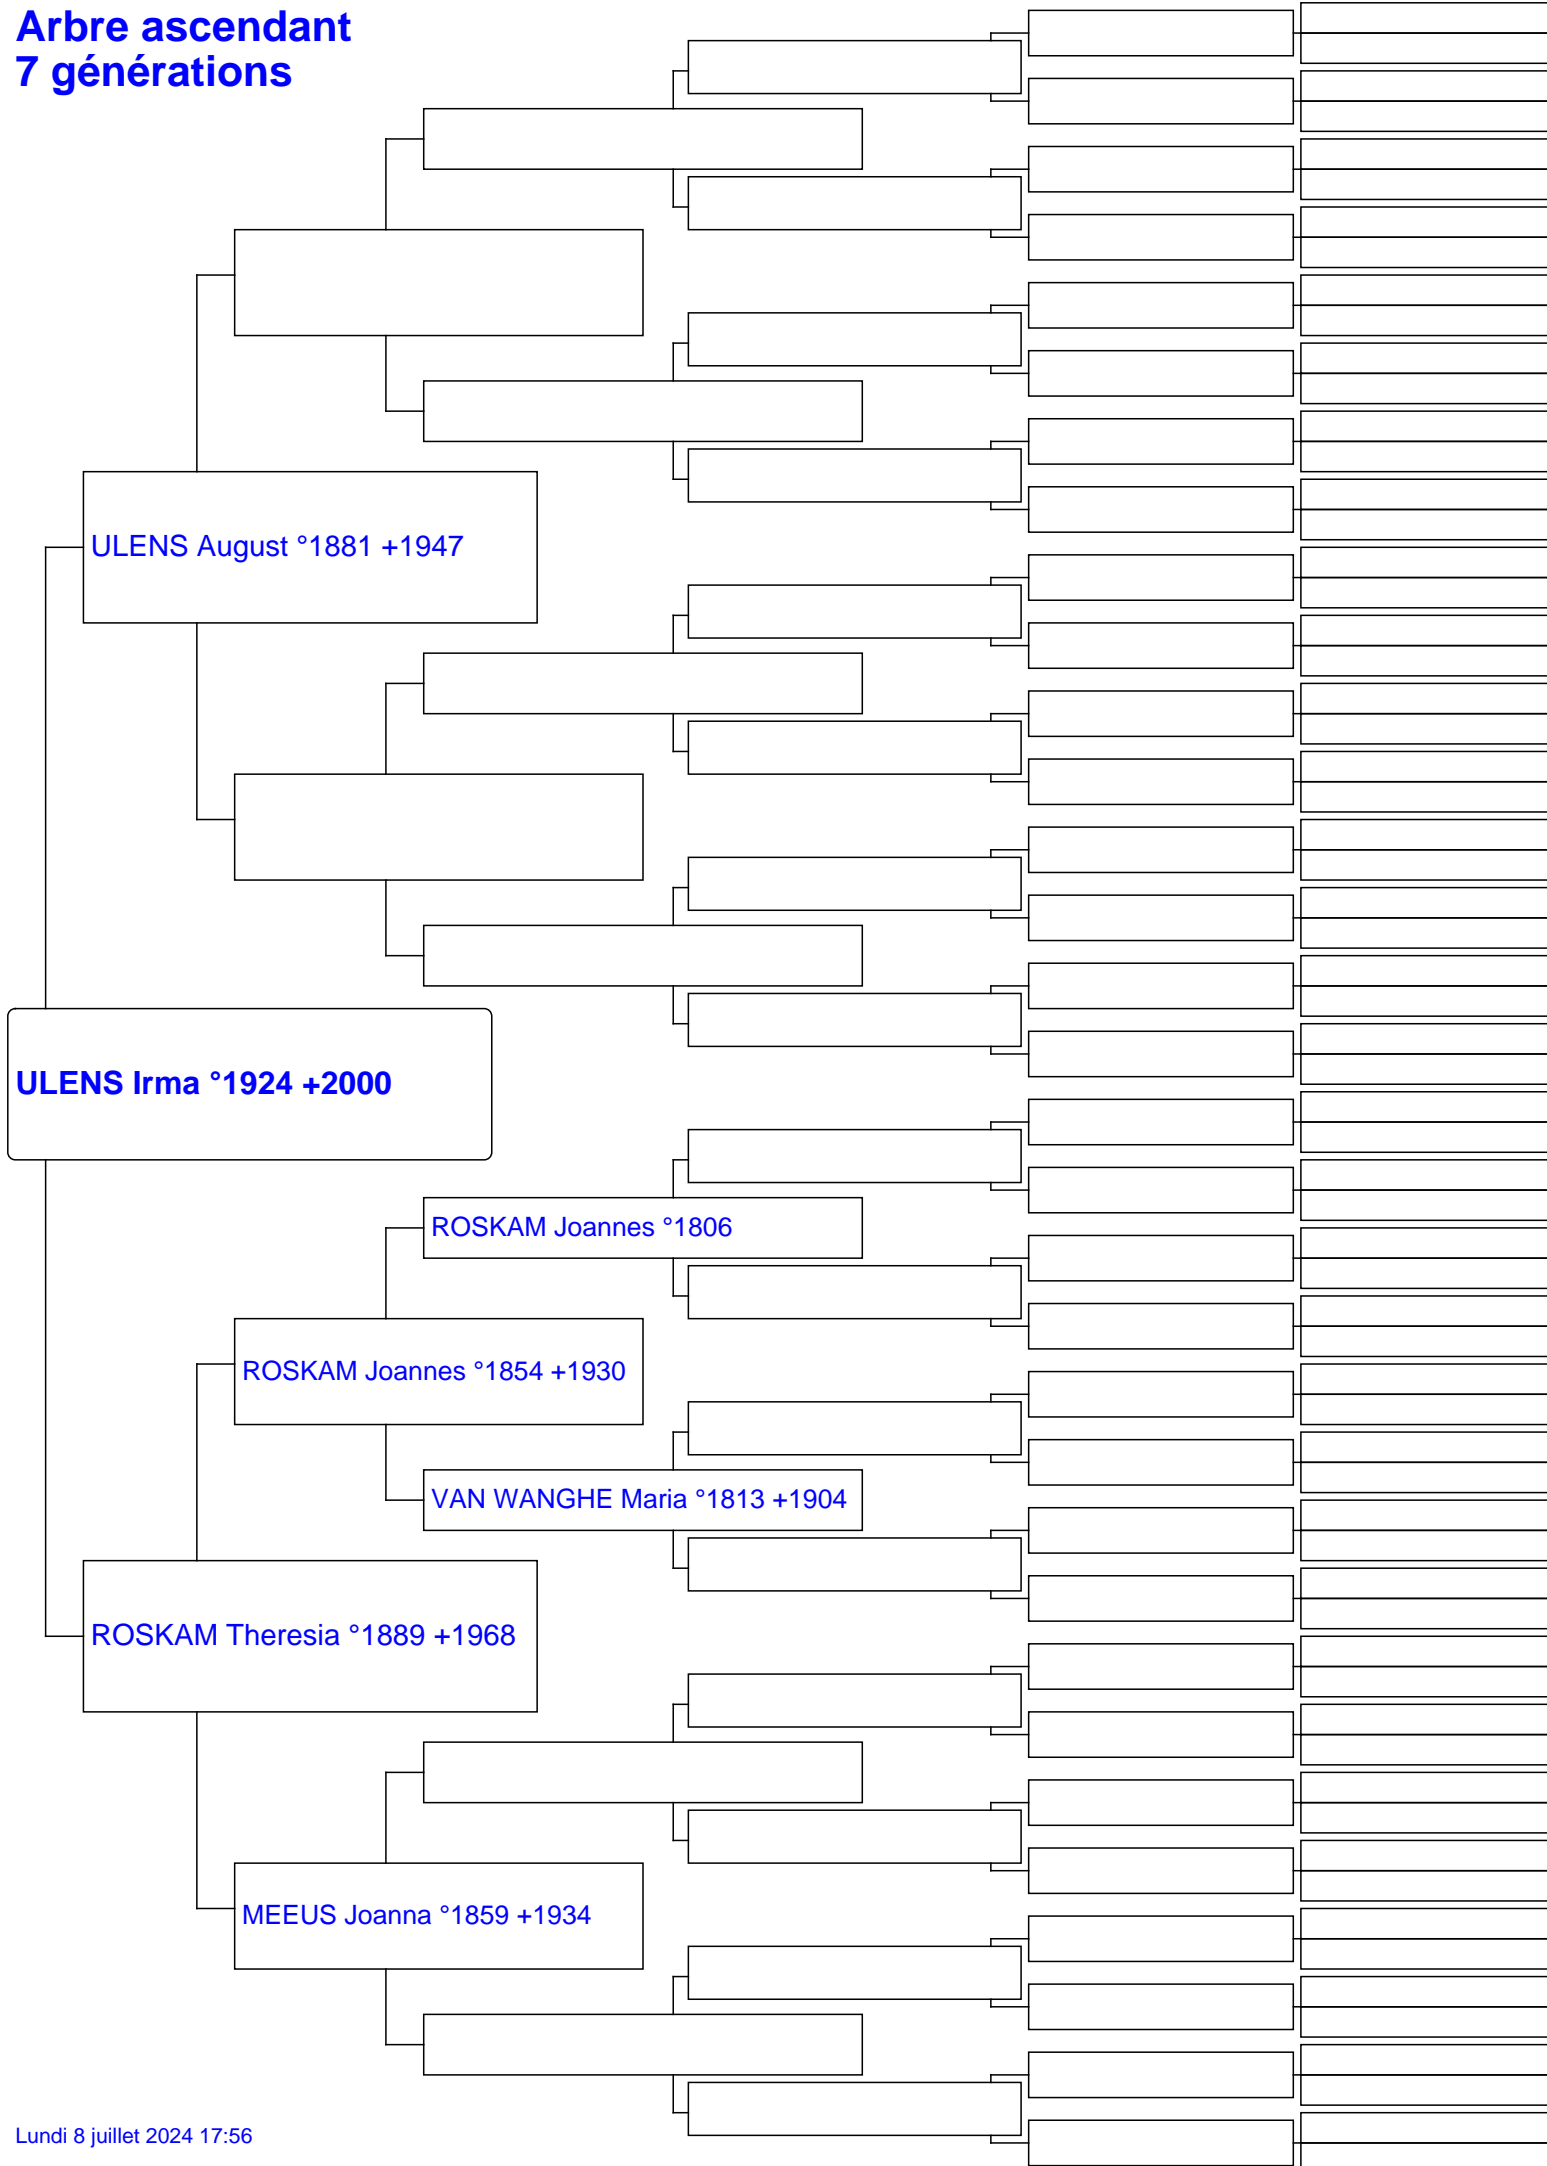 Arbre ascendant
7 générations
ULENS August °1881 +1947
ULENS Irma °1924 +2000
ROSKAM Joannes °1806
ROSKAM Joannes °1854 +1930
VAN WANGHE Maria °1813 +1904
ROSKAM Theresia °1889 +1968
MEEUS Joanna °1859 +1934
Lundi 8 juillet 2024 17:56